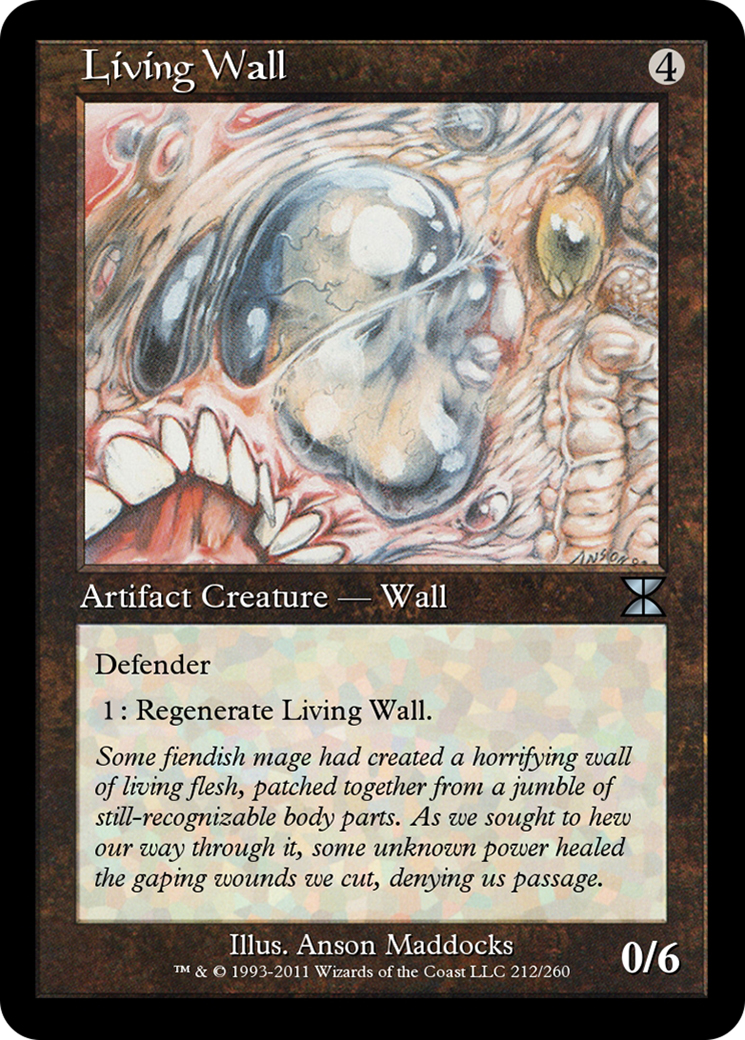 Living Wall 4
Artifact Creature — Wall
Defender
1: Regenerate Living Wall.
Some fiendish mage had created a horrifying wall
of living flesh, patched together from a jumble of
still-recognizable body parts. As we sought to hew
our way through it, some unknown power healed
the gaping wounds we cut, denying us passage.
Illus. Anson Maddocks
™ & © 1993-2011 Wizards of the Coast LLC 212/260
0/6